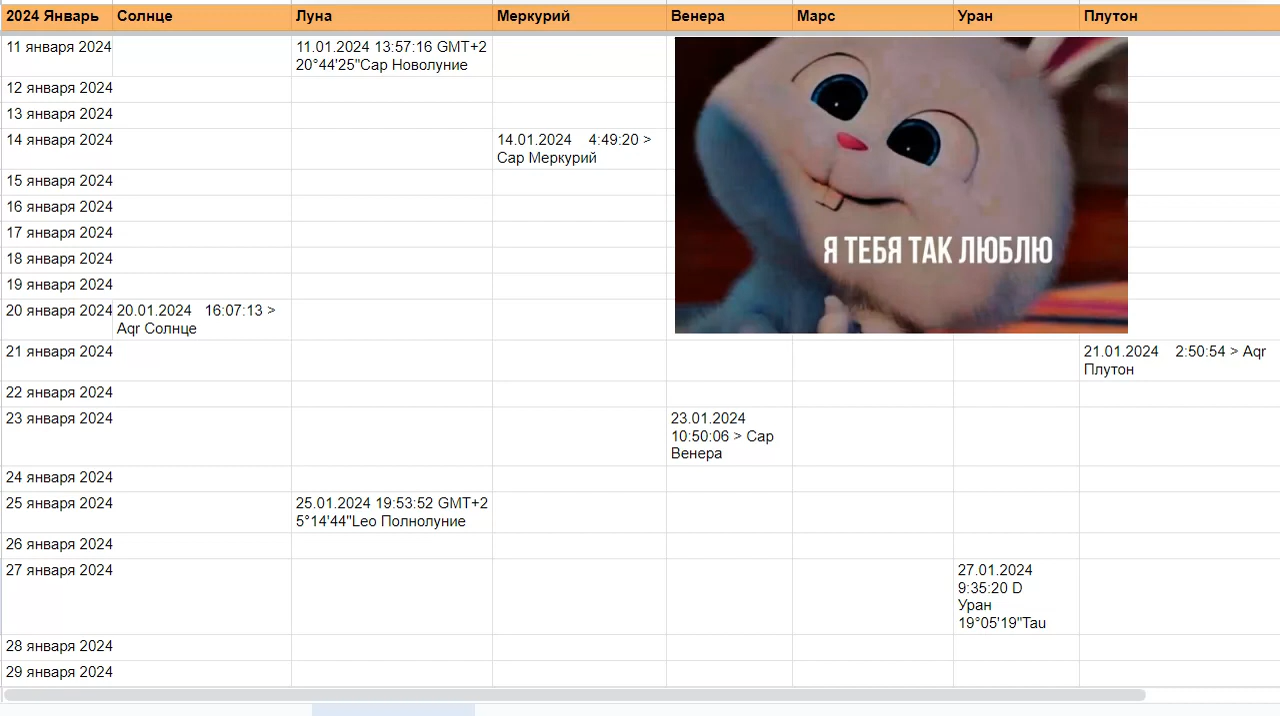 2024 Январь Солнце Луна Меркурий Венера Марс Уран Плутон
11 января 2024 11.01.2024 13:57:16 GMT+2
20°44'25"Cap Новолуние
12 января 2024
13 января 2024
14 января 2024 14.01.2024 4:49:20 >
Cap Меркурий
15 января 2024
16 января 2024
17 января 2024
18 января 2024
Я ТЕБЯ ТАК ЛЮБЛЮ
19 января 2024
20 января 2024 20.01.2024 16:07:13 >
Aqr Солнце
21 января 2024 21.01.2024 2:50:54 > Aqr
Плутон
22 января 2024
23 января 2024 23.01.2024
10:50:06 > Cap
Венера
24 января 2024
25 января 2024 25.01.2024 19:53:52 GMT+2
5°14'44"Leo Полнолуние
26 января 2024
27 января 2024 27.01.2024
9:35:20 D
Уран
19°05'19"Tau
28 января 2024
29 января 2024